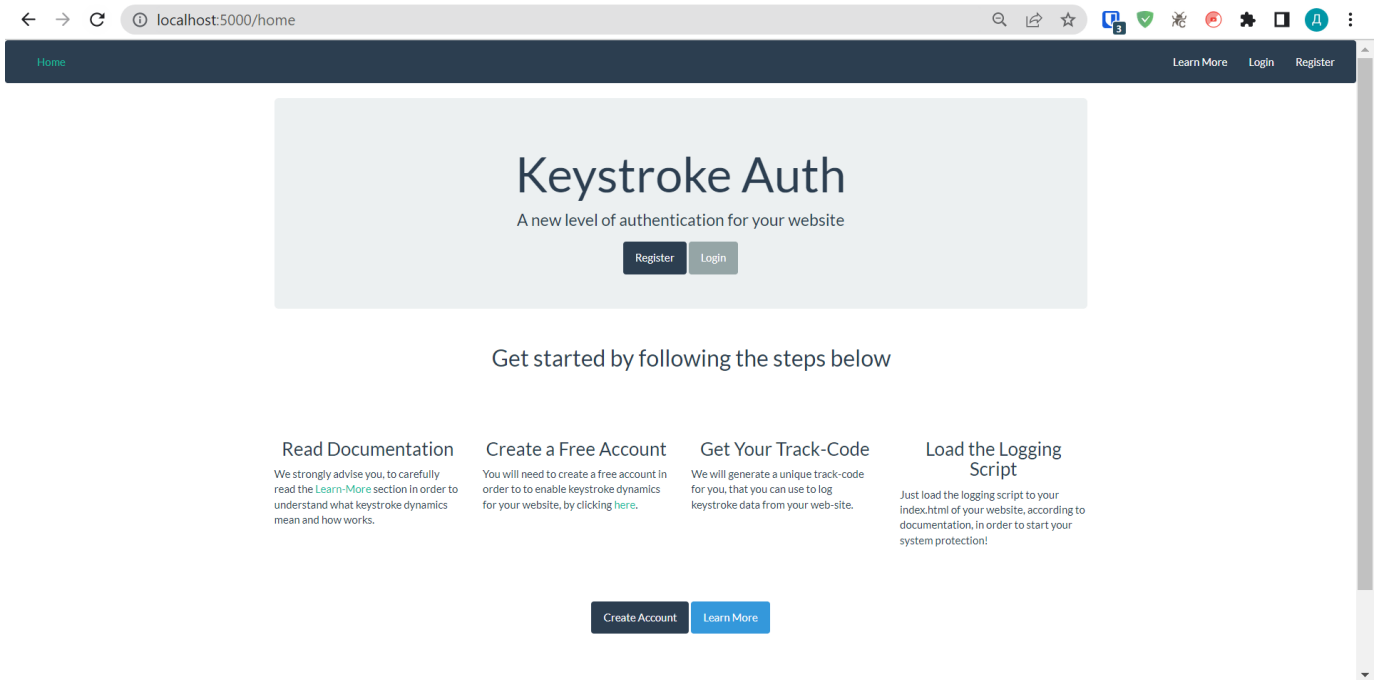 localhost:5000/home
3
Д
Home
Learn More
Login
Register
Keystroke Auth
A new level of authentication for your website
Register
Login
Get started by following the steps below
Read Documentation
We strongly advise you, to carefully
read the Learn-More section in order to
understand what keystroke dynamics
mean and how works.
Create a Free Account
You will need to create a free account in
order to to enable keystroke dynamics
for your website, by clicking here.
Get Your Track-Code
We will generate a unique track-code
for you, that you can use to log
keystroke data from your web-site.
Load the Logging
Script
Just load the logging script to your
index.html of your website, according to
documentation, in order to start your
system protection!
Create Account
Learn More